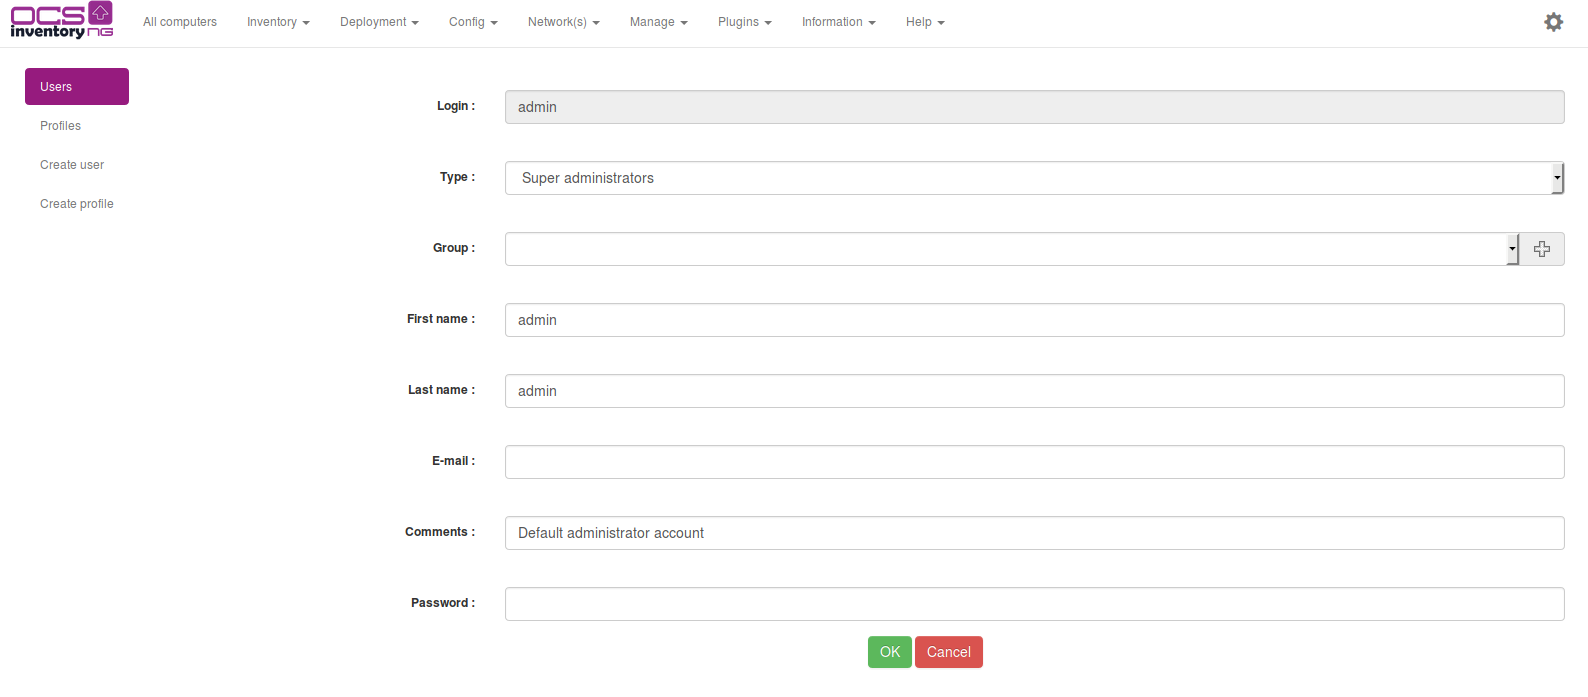 OCS
inventory NG
All computers Inventory Deployment Config Network(s) Manage Plugins Information Help
Users
Profiles
Create user
Create profile
Login : admin
Type : Super administrators
Group :
First name : admin
Last name : admin
E-mail :
Comments : Default administrator account
Password :
OK Cancel